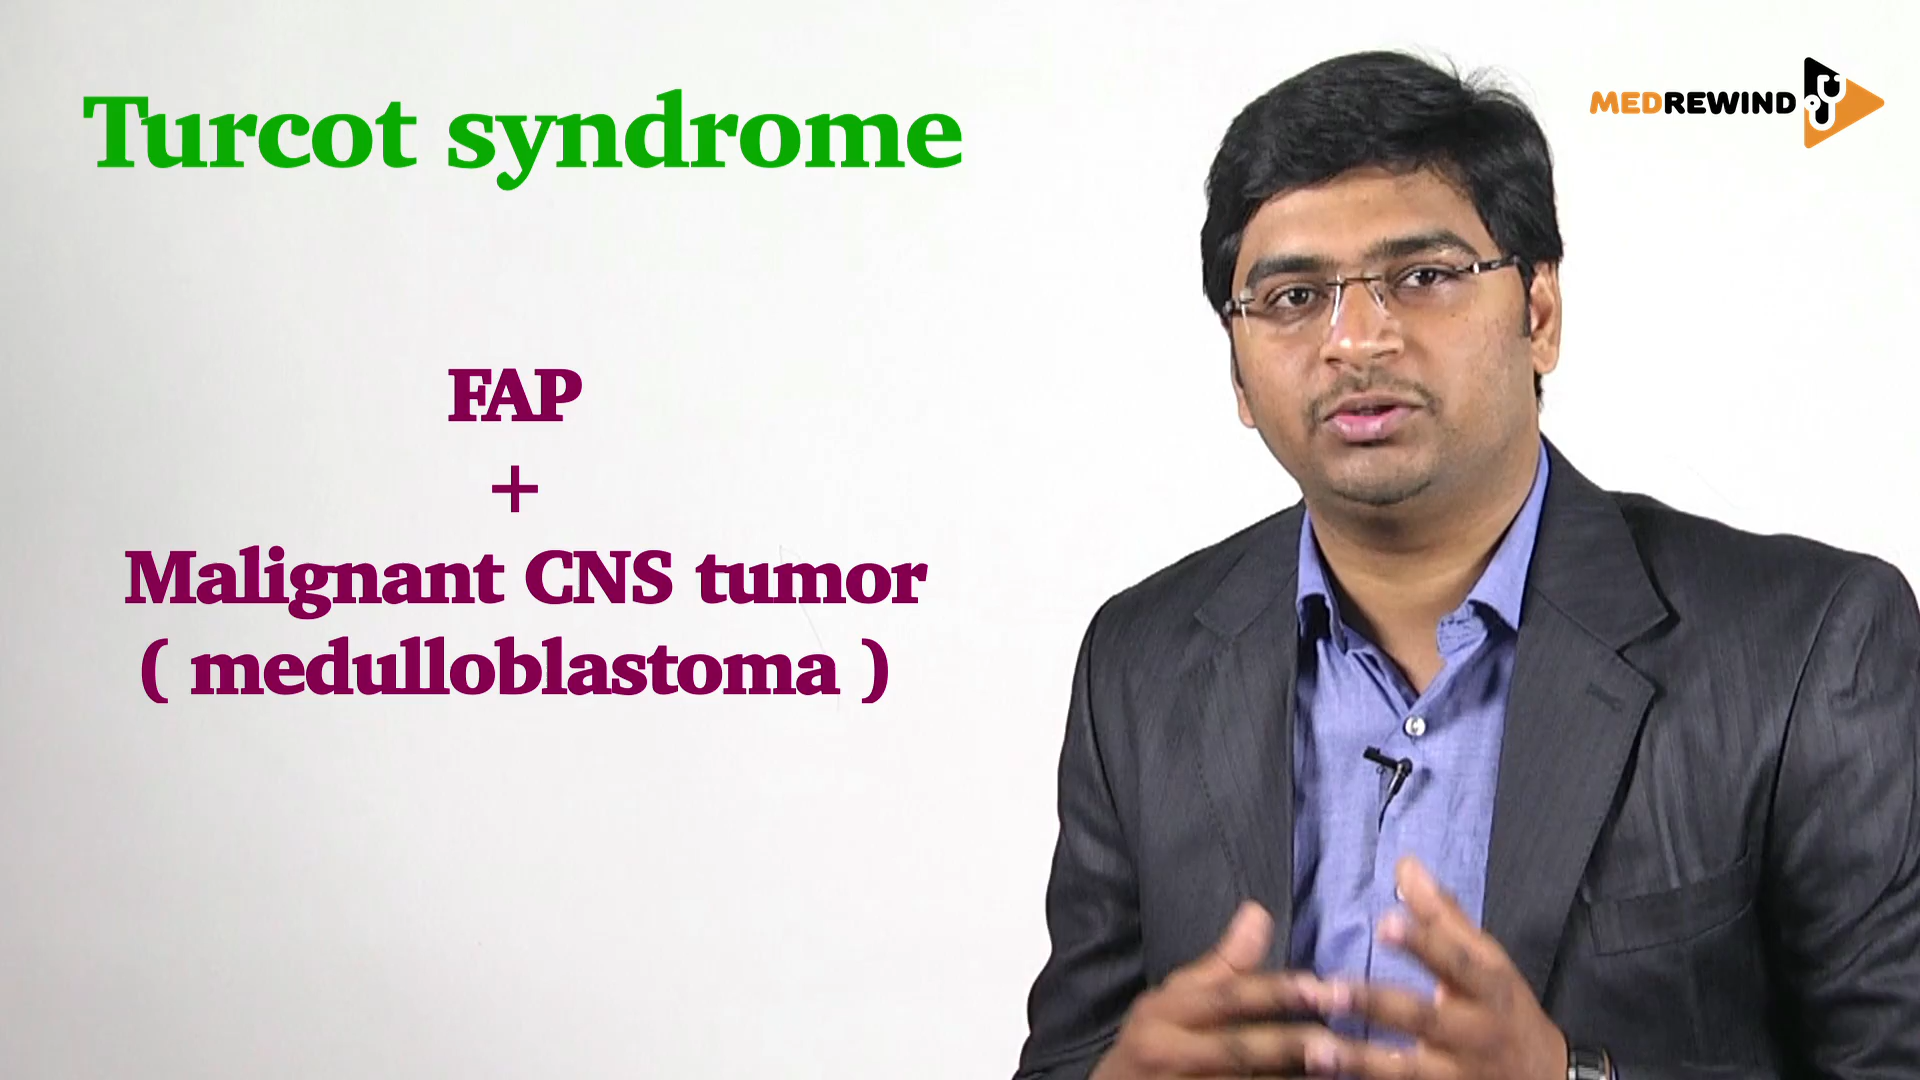 Turcot syndrome
MEDREWIND
FAP
+
Malignant CNS tumor
( medulloblastoma )